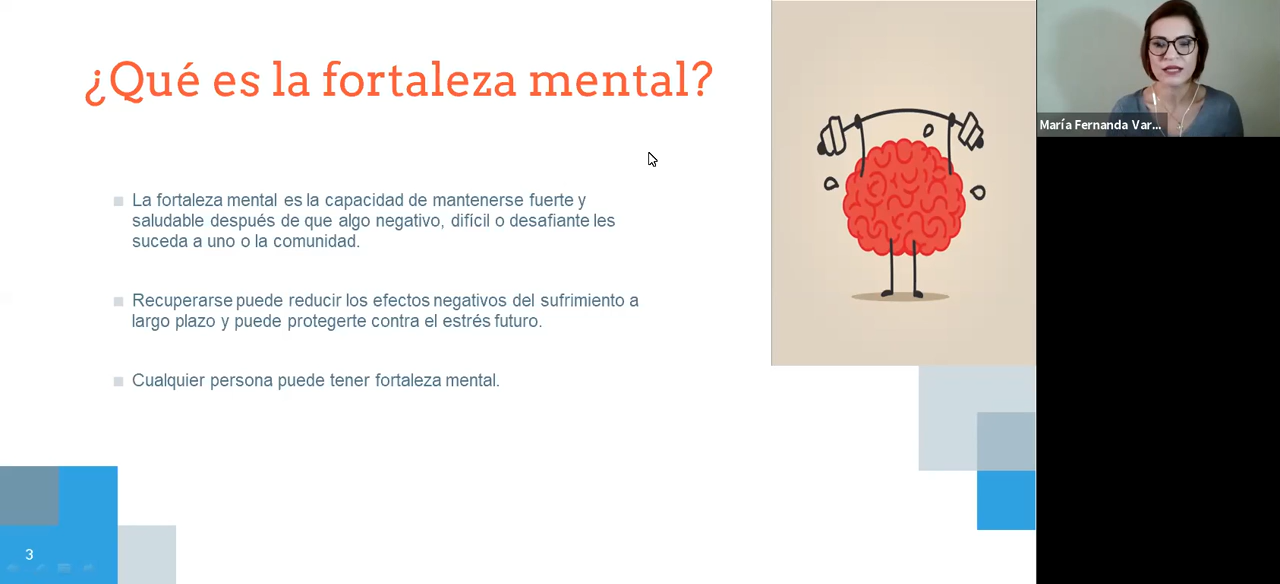 ¿Qué es la fortaleza mental?
María Fernanda Var...
La fortaleza mental es la capacidad de mantenerse fuerte y
saludable después de que algo negativo, difícil o desafiante les
suceda a uno o la comunidad.
Recuperarse puede reducir los efectos negativos del sufrimiento a
largo plazo y puede protegerte contra el estrés futuro.
Cualquier persona puede tener fortaleza mental.
3